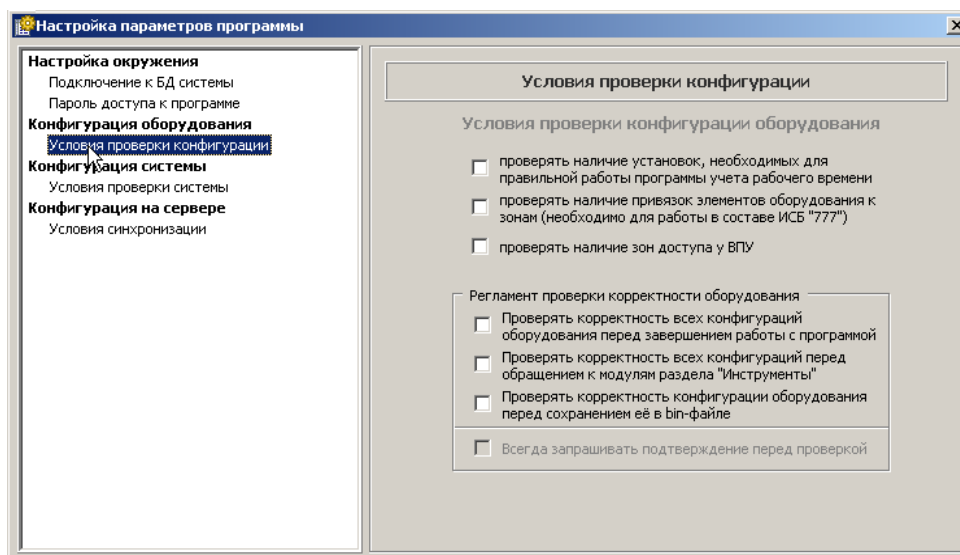 Настройка параметров программы
Настройка окружения
Подключение к БД системы
Пароль доступа к программе
Конфигурация оборудования
Условия проверки конфигурации
Конфигурация системы
Условия проверки системы
Конфигурация на сервере
Условия синхронизации
Условия проверки конфигурации
Условия проверки конфигурации оборудования
проверять наличие установок, необходимых для
правильной работы программы учета рабочего времени
проверять наличие привязок элементов оборудования к
зонам (необходимо для работы в составе ИСБ "777")
проверять наличие зон доступа у ВПУ
Регламент проверки корректности оборудования
Проверять корректность всех конфигураций
оборудования перед завершением работы с программой
Проверять корректность всех конфигураций перед
обращением к модулям раздела "Инструменты"
Проверять корректность конфигурации оборудования
перед сохранением её в bin-файле
Всегда запрашивать подтверждение перед проверкой